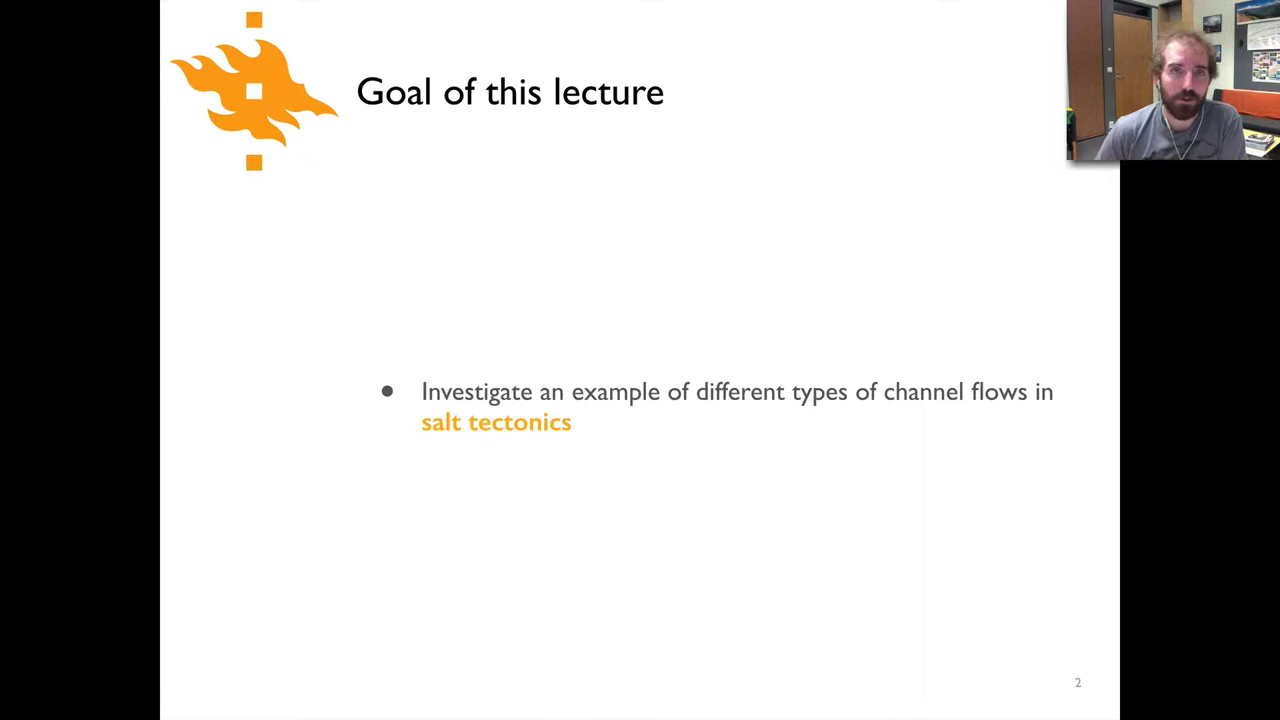 Goal of this lecture
● Investigate an example of different types of channel flows in
salt tectonics
2